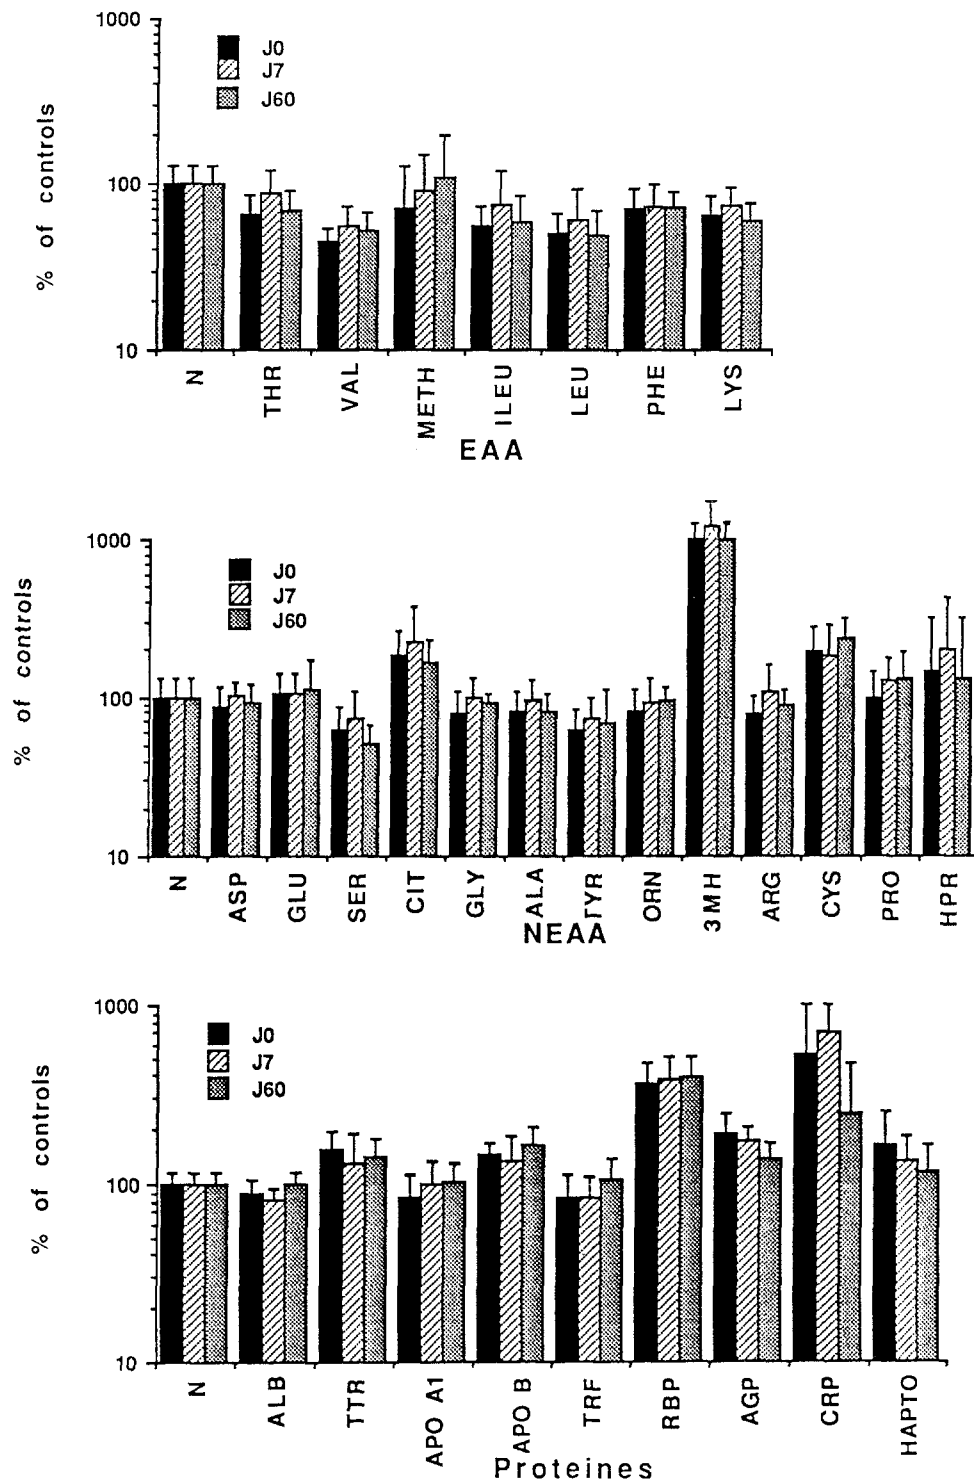 1000
100
10
% of controls
J0
J7
J60
N THR VAL METH ILEU LEU PHE LYS
EAA
1000
100
10
% of controls
J0
J7
J60
N ASP GLU SER CIT GLY ALA TYR ORN 3MH ARG CYS PRO HPR
NEAA
1000
100
10
% of controls
J0
J7
J60
N ALB TTR APO A1 APO B TRF RBP AGP CRP HAPTO
Proteines